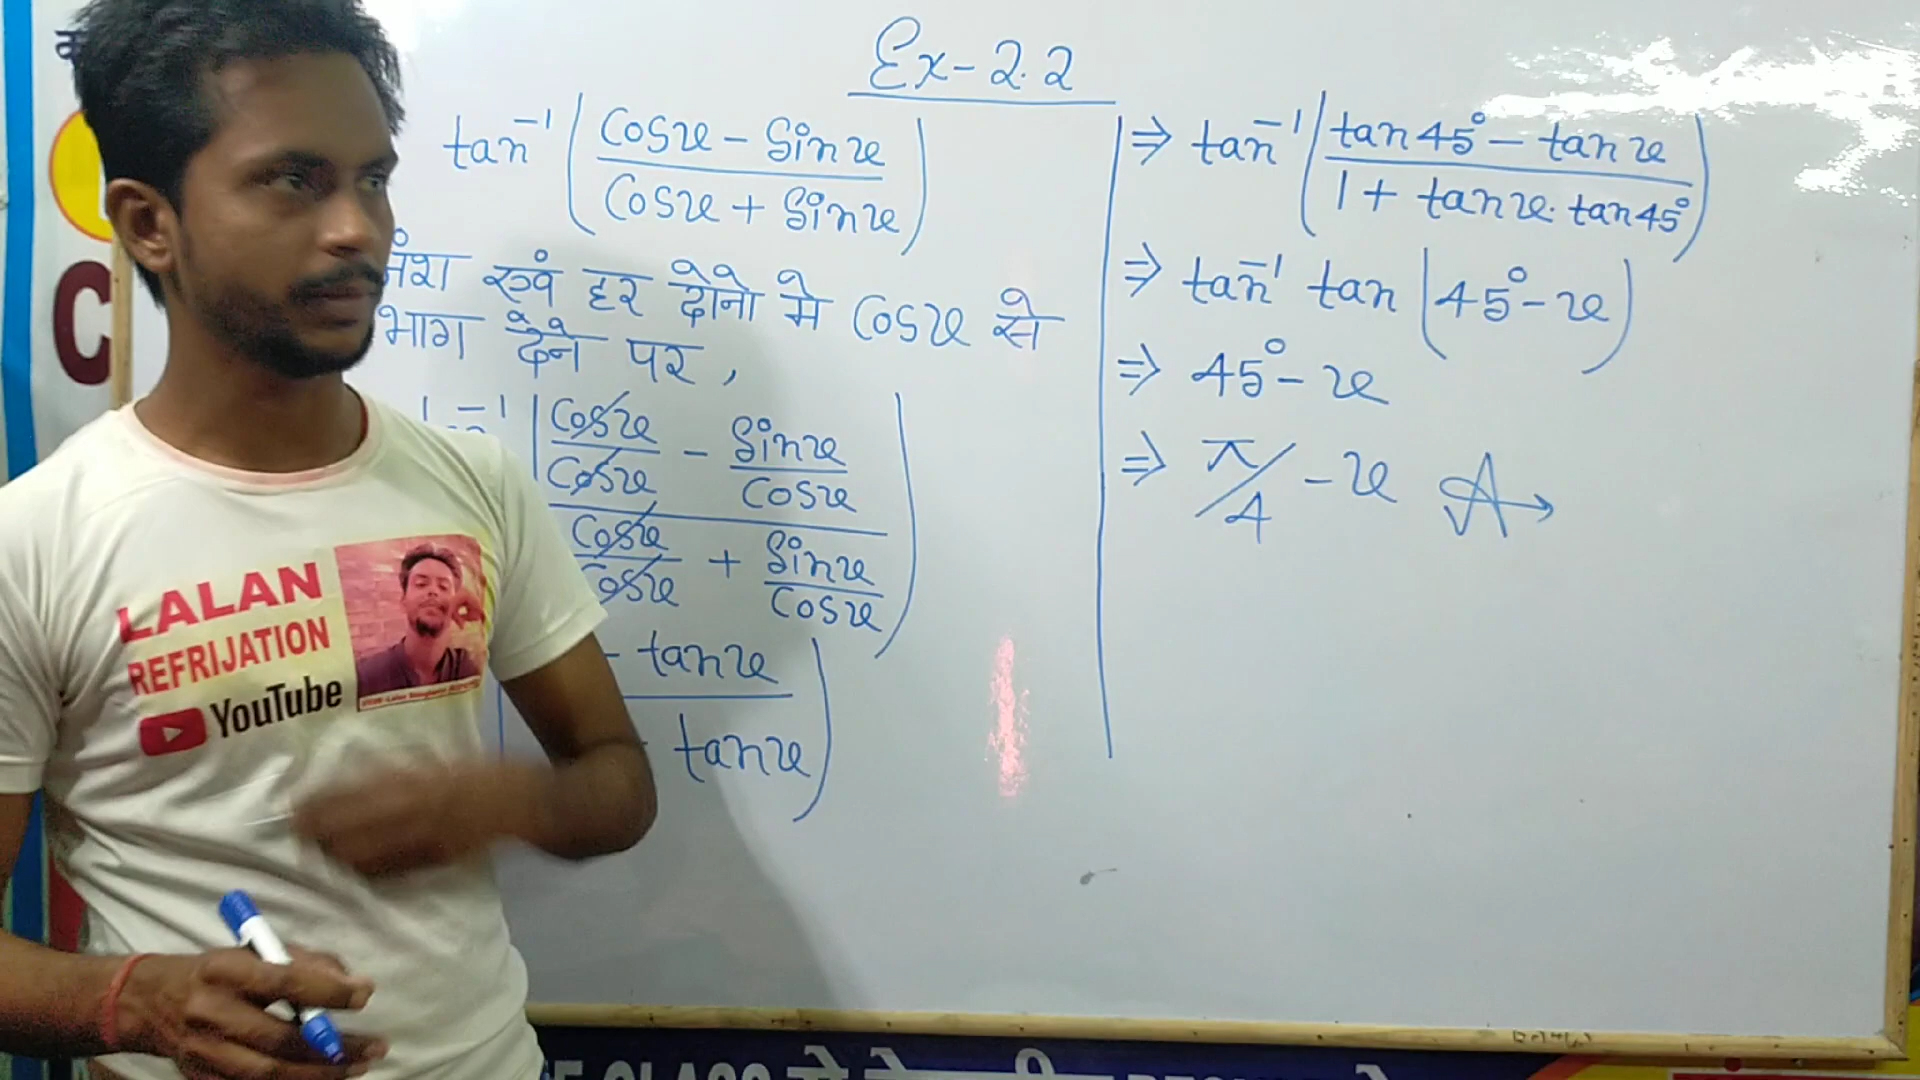 Ex-2.2
tan⁻¹(cosx - sinx / cosx + sinx)
एवं हर दोनो मे cosx से
भाग देने पर,
(cosx/cosx - sinx/cosx / cosx/cosx + sinx/cosx)
- tanx
tanx)
⇒ tan⁻¹(tan45° - tanx / 1 + tanx. tan45°)
⇒ tan⁻¹ tan(45° - x)
⇒ 45° - x
⇒ π/4 - x A
LALAN
REFRIJATION
YouTube
C
CLASS से